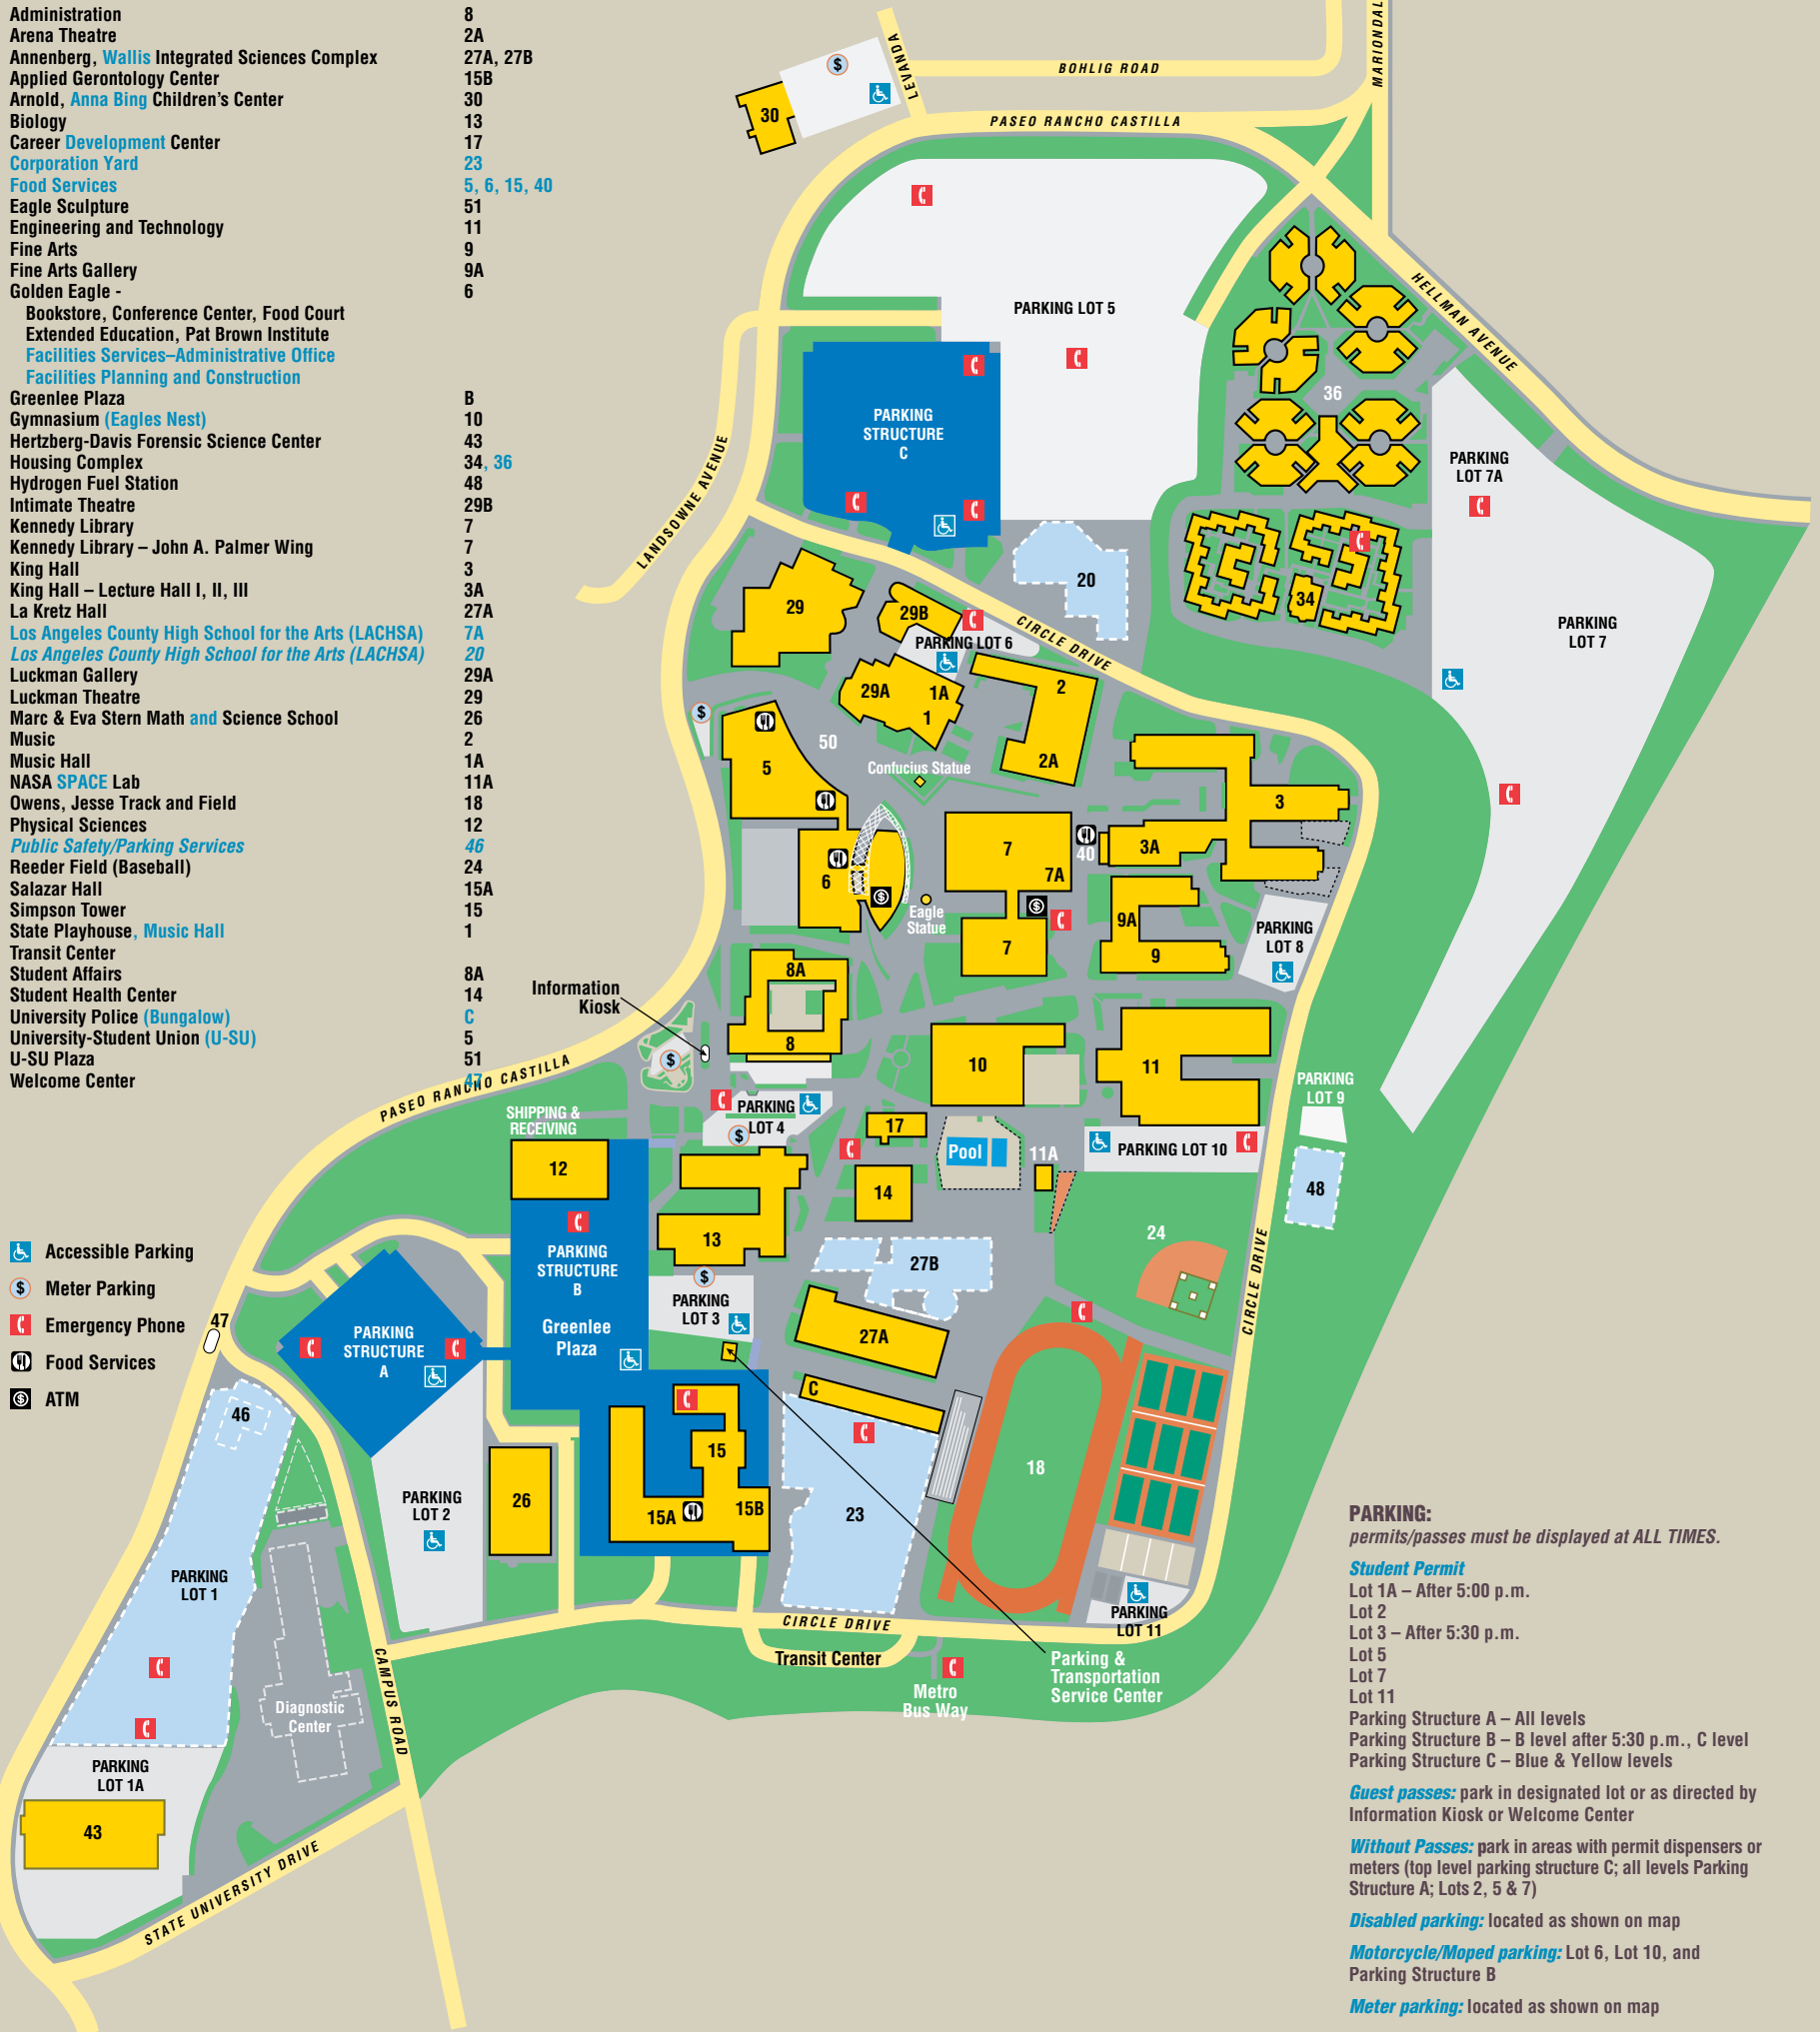 Administration 8
Arena Theatre 2A
Annenberg, Wallis Integrated Sciences Complex 27A, 27B
Applied Gerontology Center 15B
Arnold, Anna Bing Children's Center 30
Biology 13
Career Development Center 17
Corporation Yard 23
Food Services 5, 6, 15, 40
Eagle Sculpture 51
Engineering and Technology 11
Fine Arts 9
Fine Arts Gallery 9A
Golden Eagle - 6
Bookstore, Conference Center, Food Court
Extended Education, Pat Brown Institute
Facilities Services–Administrative Office
Facilities Planning and Construction
Greenlee Plaza B
Gymnasium (Eagles Nest) 10
Hertzberg-Davis Forensic Science Center 43
Housing Complex 34, 36
Hydrogen Fuel Station 48
Intimate Theatre 29B
Kennedy Library 7
Kennedy Library – John A. Palmer Wing 7
King Hall 3
King Hall – Lecture Hall I, II, III 3A
La Kretz Hall 27A
Los Angeles County High School for the Arts (LACHSA) 7A
Los Angeles County High School for the Arts (LACHSA) 20
Luckman Gallery 29A
Luckman Theatre 29
Marc & Eva Stern Math and Science School 26
Music 2
Music Hall 1A
NASA SPACE Lab 11A
Owens, Jesse Track and Field 18
Physical Sciences 12
Public Safety/Parking Services 46
Reeder Field (Baseball) 24
Salazar Hall 15A
Simpson Tower 15
State Playhouse, Music Hall 1
Transit Center
Student Affairs 8A
Student Health Center 14
University Police (Bungalow) C
University-Student Union (U-SU) 5
U-SU Plaza 51
Welcome Center 47
Accessible Parking
$ Meter Parking
Emergency Phone
Food Services
$ ATM
LEVANDA
BOHLIG ROAD
MARIONDAL
PASEO RANCHO CASTILLA
HELLMAN AVENUE
LANDSOWNE AVENUE
$
30
PARKING LOT 5
PARKING
STRUCTURE
C
36
PARKING
LOT 7A
34
PARKING
LOT 7
20
29
29B
PARKING LOT 6
CIRCLE DRIVE
29A
1A
1
2
2A
$
50
5
Confucius Statue
3
3A
40
7
7A
6
$
$
Eagle
Statue
7
9A
9
PARKING
LOT 8
8A
Information
Kiosk
8
$
10
11
PASEO RANCHO CASTILLA
PARKING
LOT 9
SHIPPING &
RECEIVING
PARKING
LOT 4
$
17
Pool
11A
PARKING LOT 10
12
14
48
13
24
PARKING
STRUCTURE
B
Greenlee
Plaza
27B
$
PARKING
LOT 3
CIRCLE DRIVE
47
PARKING
STRUCTURE
A
27A
C
46
15
18
PARKING
LOT 2
26
15A
15B
23
PARKING
LOT 1
PARKING
LOT 11
CIRCLE DRIVE
Transit Center
Metro
Bus Way
Parking &
Transportation
Service Center
CAMPUS ROAD
Diagnostic
Center
PARKING
LOT 1A
43
STATE UNIVERSITY DRIVE
PARKING:
permits/passes must be displayed at ALL TIMES.
Student Permit
Lot 1A – After 5:00 p.m.
Lot 2
Lot 3 – After 5:30 p.m.
Lot 5
Lot 7
Lot 11
Parking Structure A – All levels
Parking Structure B – B level after 5:30 p.m., C level
Parking Structure C – Blue & Yellow levels
Guest passes: park in designated lot or as directed by
Information Kiosk or Welcome Center
Without Passes: park in areas with permit dispensers or
meters (top level parking structure C; all levels Parking
Structure A; Lots 2, 5 & 7)
Disabled parking: located as shown on map
Motorcycle/Moped parking: Lot 6, Lot 10, and
Parking Structure B
Meter parking: located as shown on map